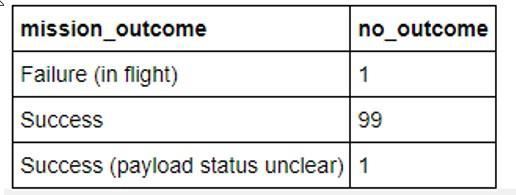 mission_outcome no_outcome
Failure (in flight) 1
Success 99
Success (payload status unclear) 1